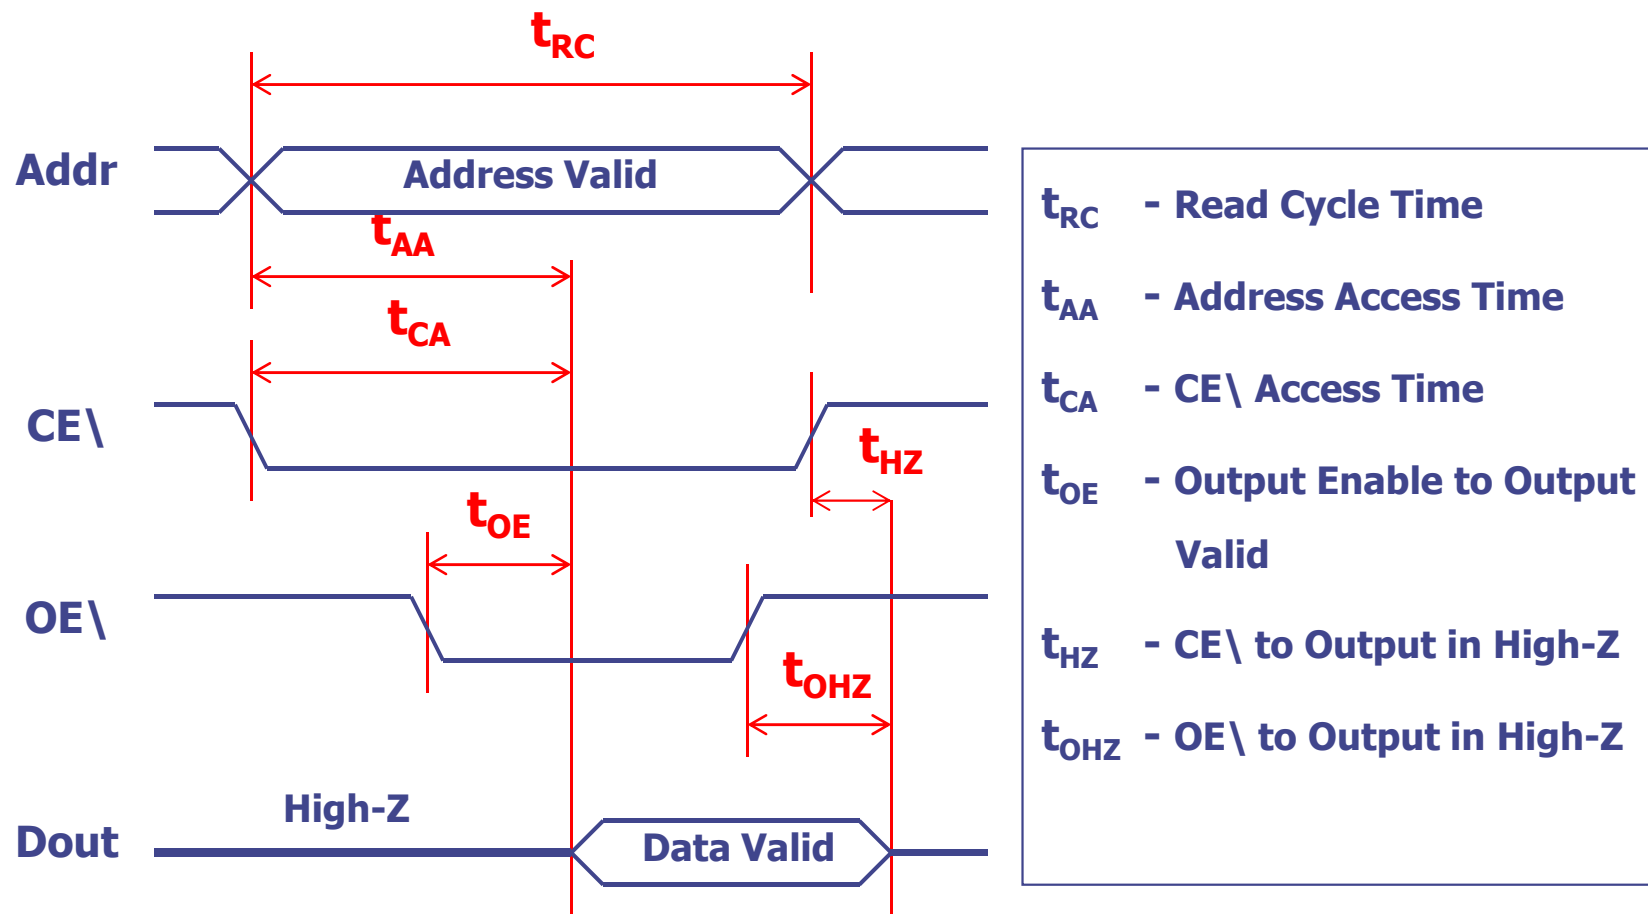 tRC
Addr
Address Valid
tAA
tCA
CE\
tHZ
tOE
OE\
tOHZ
High-Z
Dout
Data Valid
tRC - Read Cycle Time
tAA - Address Access Time
tCA - CE\ Access Time
tOE - Output Enable to Output
Valid
tHZ - CE\ to Output in High-Z
tOHZ - OE\ to Output in High-Z